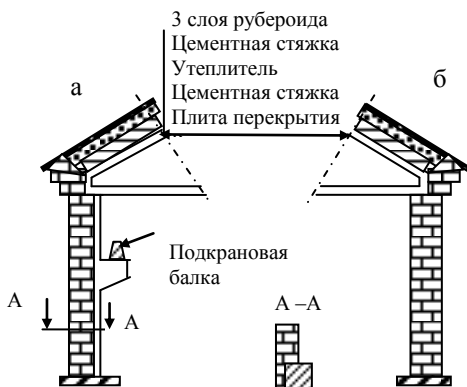 3 слоя рубероида
Цементная стяжка
Утеплитель
Цементная стяжка
Плита перекрытия
а
б
Подкрановая
балка
А
А
А –А